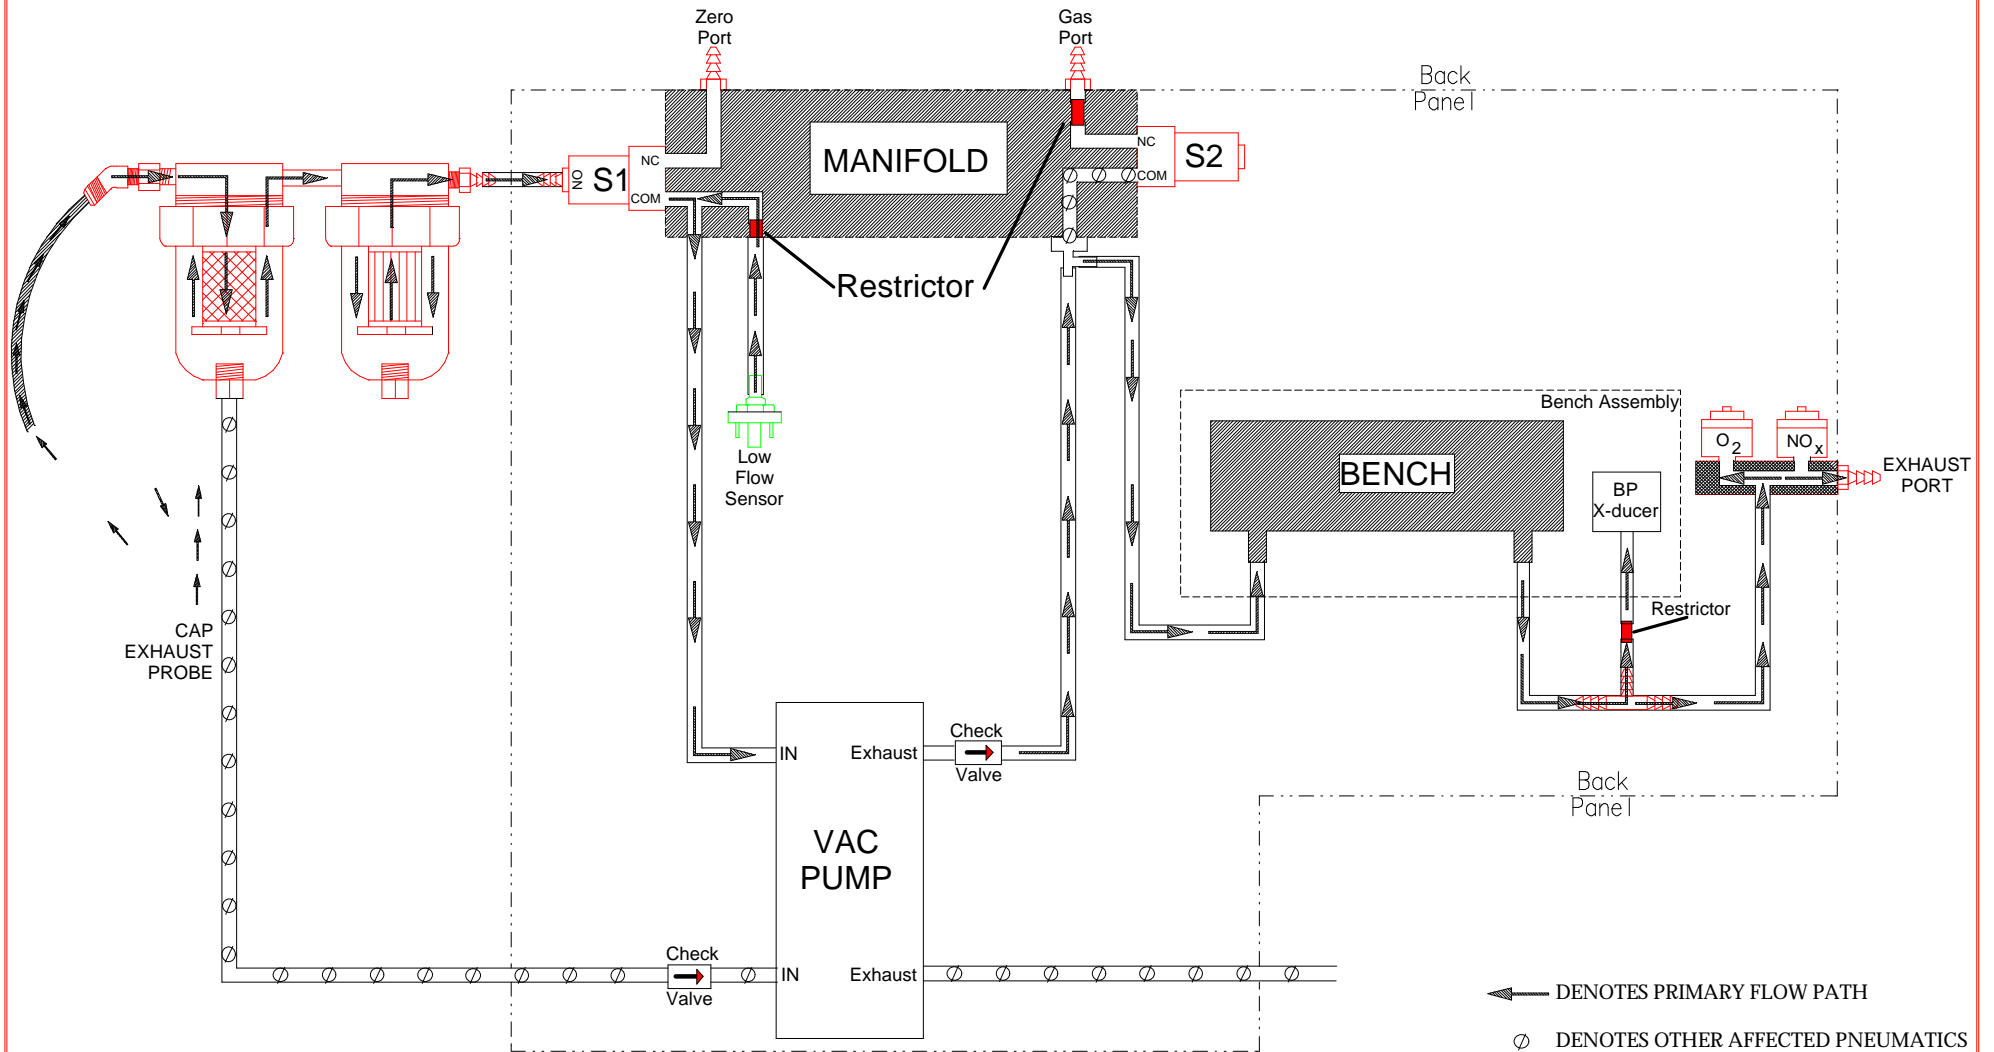 Zero
Port
Gas
Port
Back
Panel
MANIFOLD
NC
S1
NO
COM
NC
S2
COM
Restrictor
Low
Flow
Sensor
Bench Assembly
BENCH
BP
X-ducer
O2
NOx
EXHAUST
PORT
Restrictor
CAP
EXHAUST
PROBE
Check
Valve
IN
Exhaust
VAC
PUMP
Back
Panel
Check
Valve
IN
Exhaust
DENOTES PRIMARY FLOW PATH
DENOTES OTHER AFFECTED PNEUMATICS